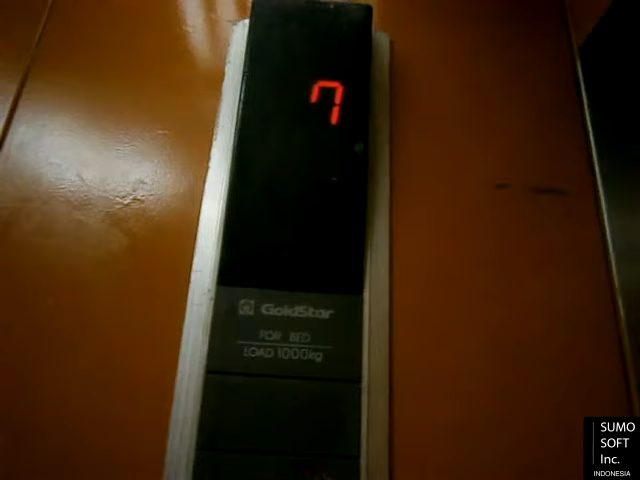 7
GoldStar
FOR BED
LOAD 1000kg
SUMO
SOFT
Inc.
INDONESIA